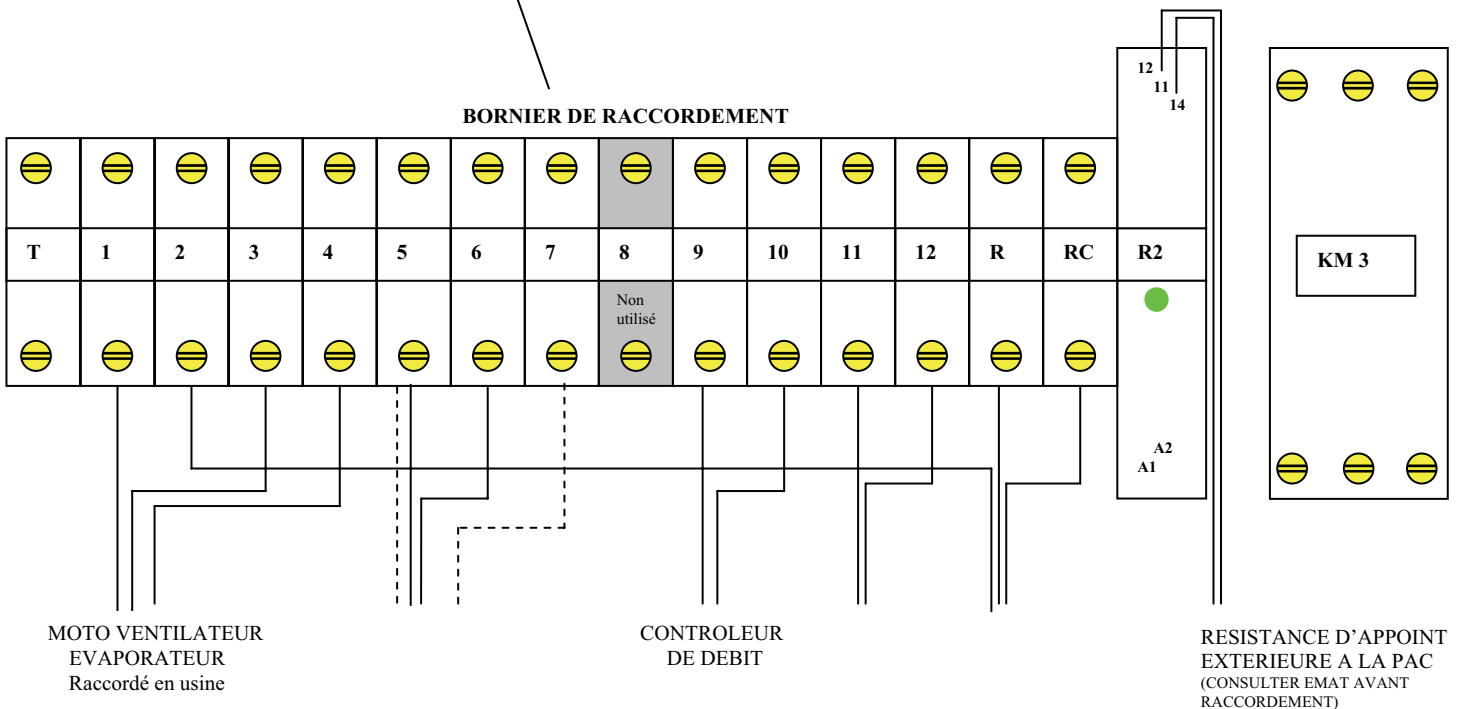 12
11
14
BORNIER DE RACCORDEMENT
T 1 2 3 4 5 6 7 8 9 10 11 12 R RC R2
KM 3
Non
utilisé
A2
A1
MOTO VENTILATEUR
EVAPORATEUR
Raccordé en usine
CONTROLEUR
DE DEBIT
RESISTANCE D’APPOINT
EXTERIEURE A LA PAC
(CONSULTER EMAT AVANT
RACCORDEMENT)